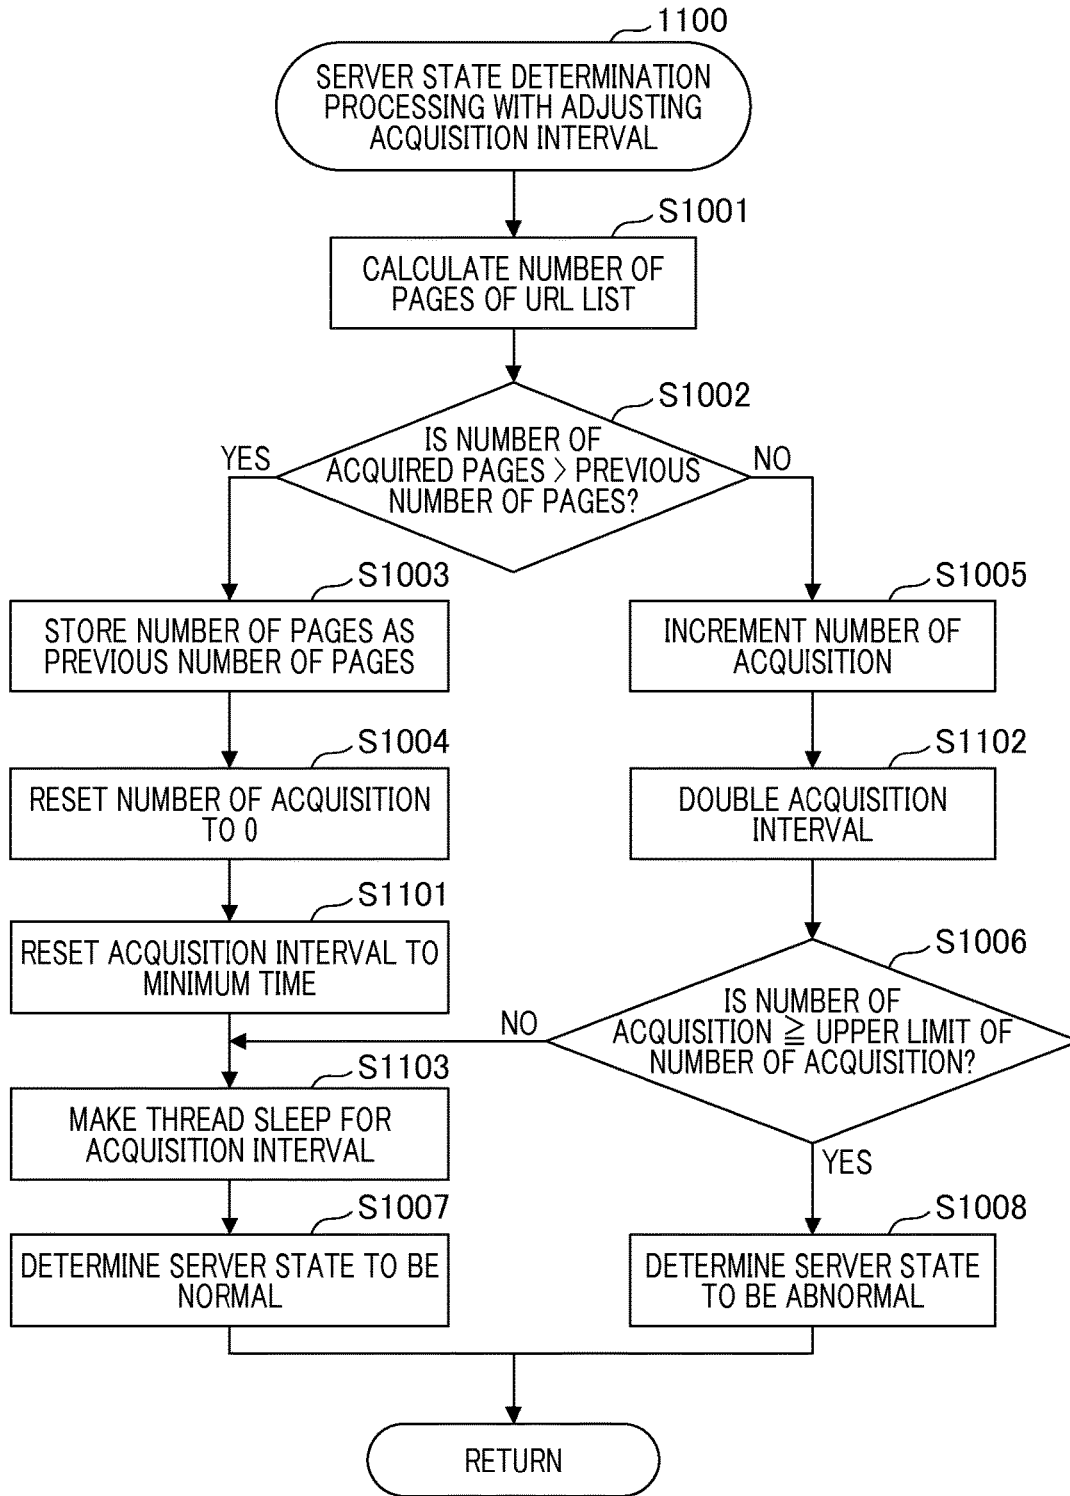 1100
SERVER STATE DETERMINATION
PROCESSING WITH ADJUSTING
ACQUISITION INTERVAL
S1001
CALCULATE NUMBER OF
PAGES OF URL LIST
S1002
IS NUMBER OF
ACQUIRED PAGES > PREVIOUS
NUMBER OF PAGES?
YES
NO
S1003
STORE NUMBER OF PAGES AS
PREVIOUS NUMBER OF PAGES
S1005
INCREMENT NUMBER OF
ACQUISITION
S1004
RESET NUMBER OF ACQUISITION
TO 0
S1102
DOUBLE ACQUISITION
INTERVAL
S1101
RESET ACQUISITION INTERVAL TO
MINIMUM TIME
S1006
IS NUMBER OF
ACQUISITION ≧ UPPER LIMIT OF
NUMBER OF ACQUISITION?
NO
YES
S1103
MAKE THREAD SLEEP FOR
ACQUISITION INTERVAL
S1007
DETERMINE SERVER STATE TO BE
NORMAL
S1008
DETERMINE SERVER STATE
TO BE ABNORMAL
RETURN